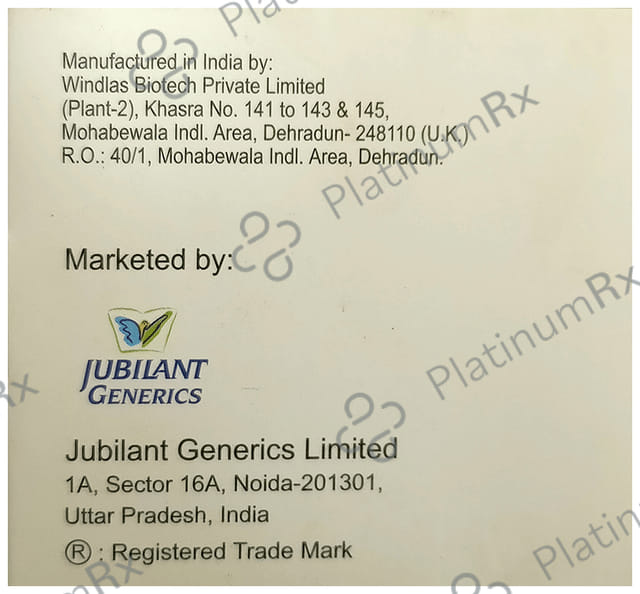 Manufactured in India by:
Windlas Biotech Private Limited
(Plant-2), Khasra No. 141 to 143 & 145,
Mohabewala Indl. Area, Dehradun- 248110 (U.K.)
R.O.: 40/1, Mohabewala Indl. Area, Dehradun.
PlatinumRx
Marketed by:
PlatinumRx
JUBILANT
GENERICS
Jubilant Generics Limited
1A, Sector 16A, Noida-201301,
Uttar Pradesh, India
® : Registered Trade Mark